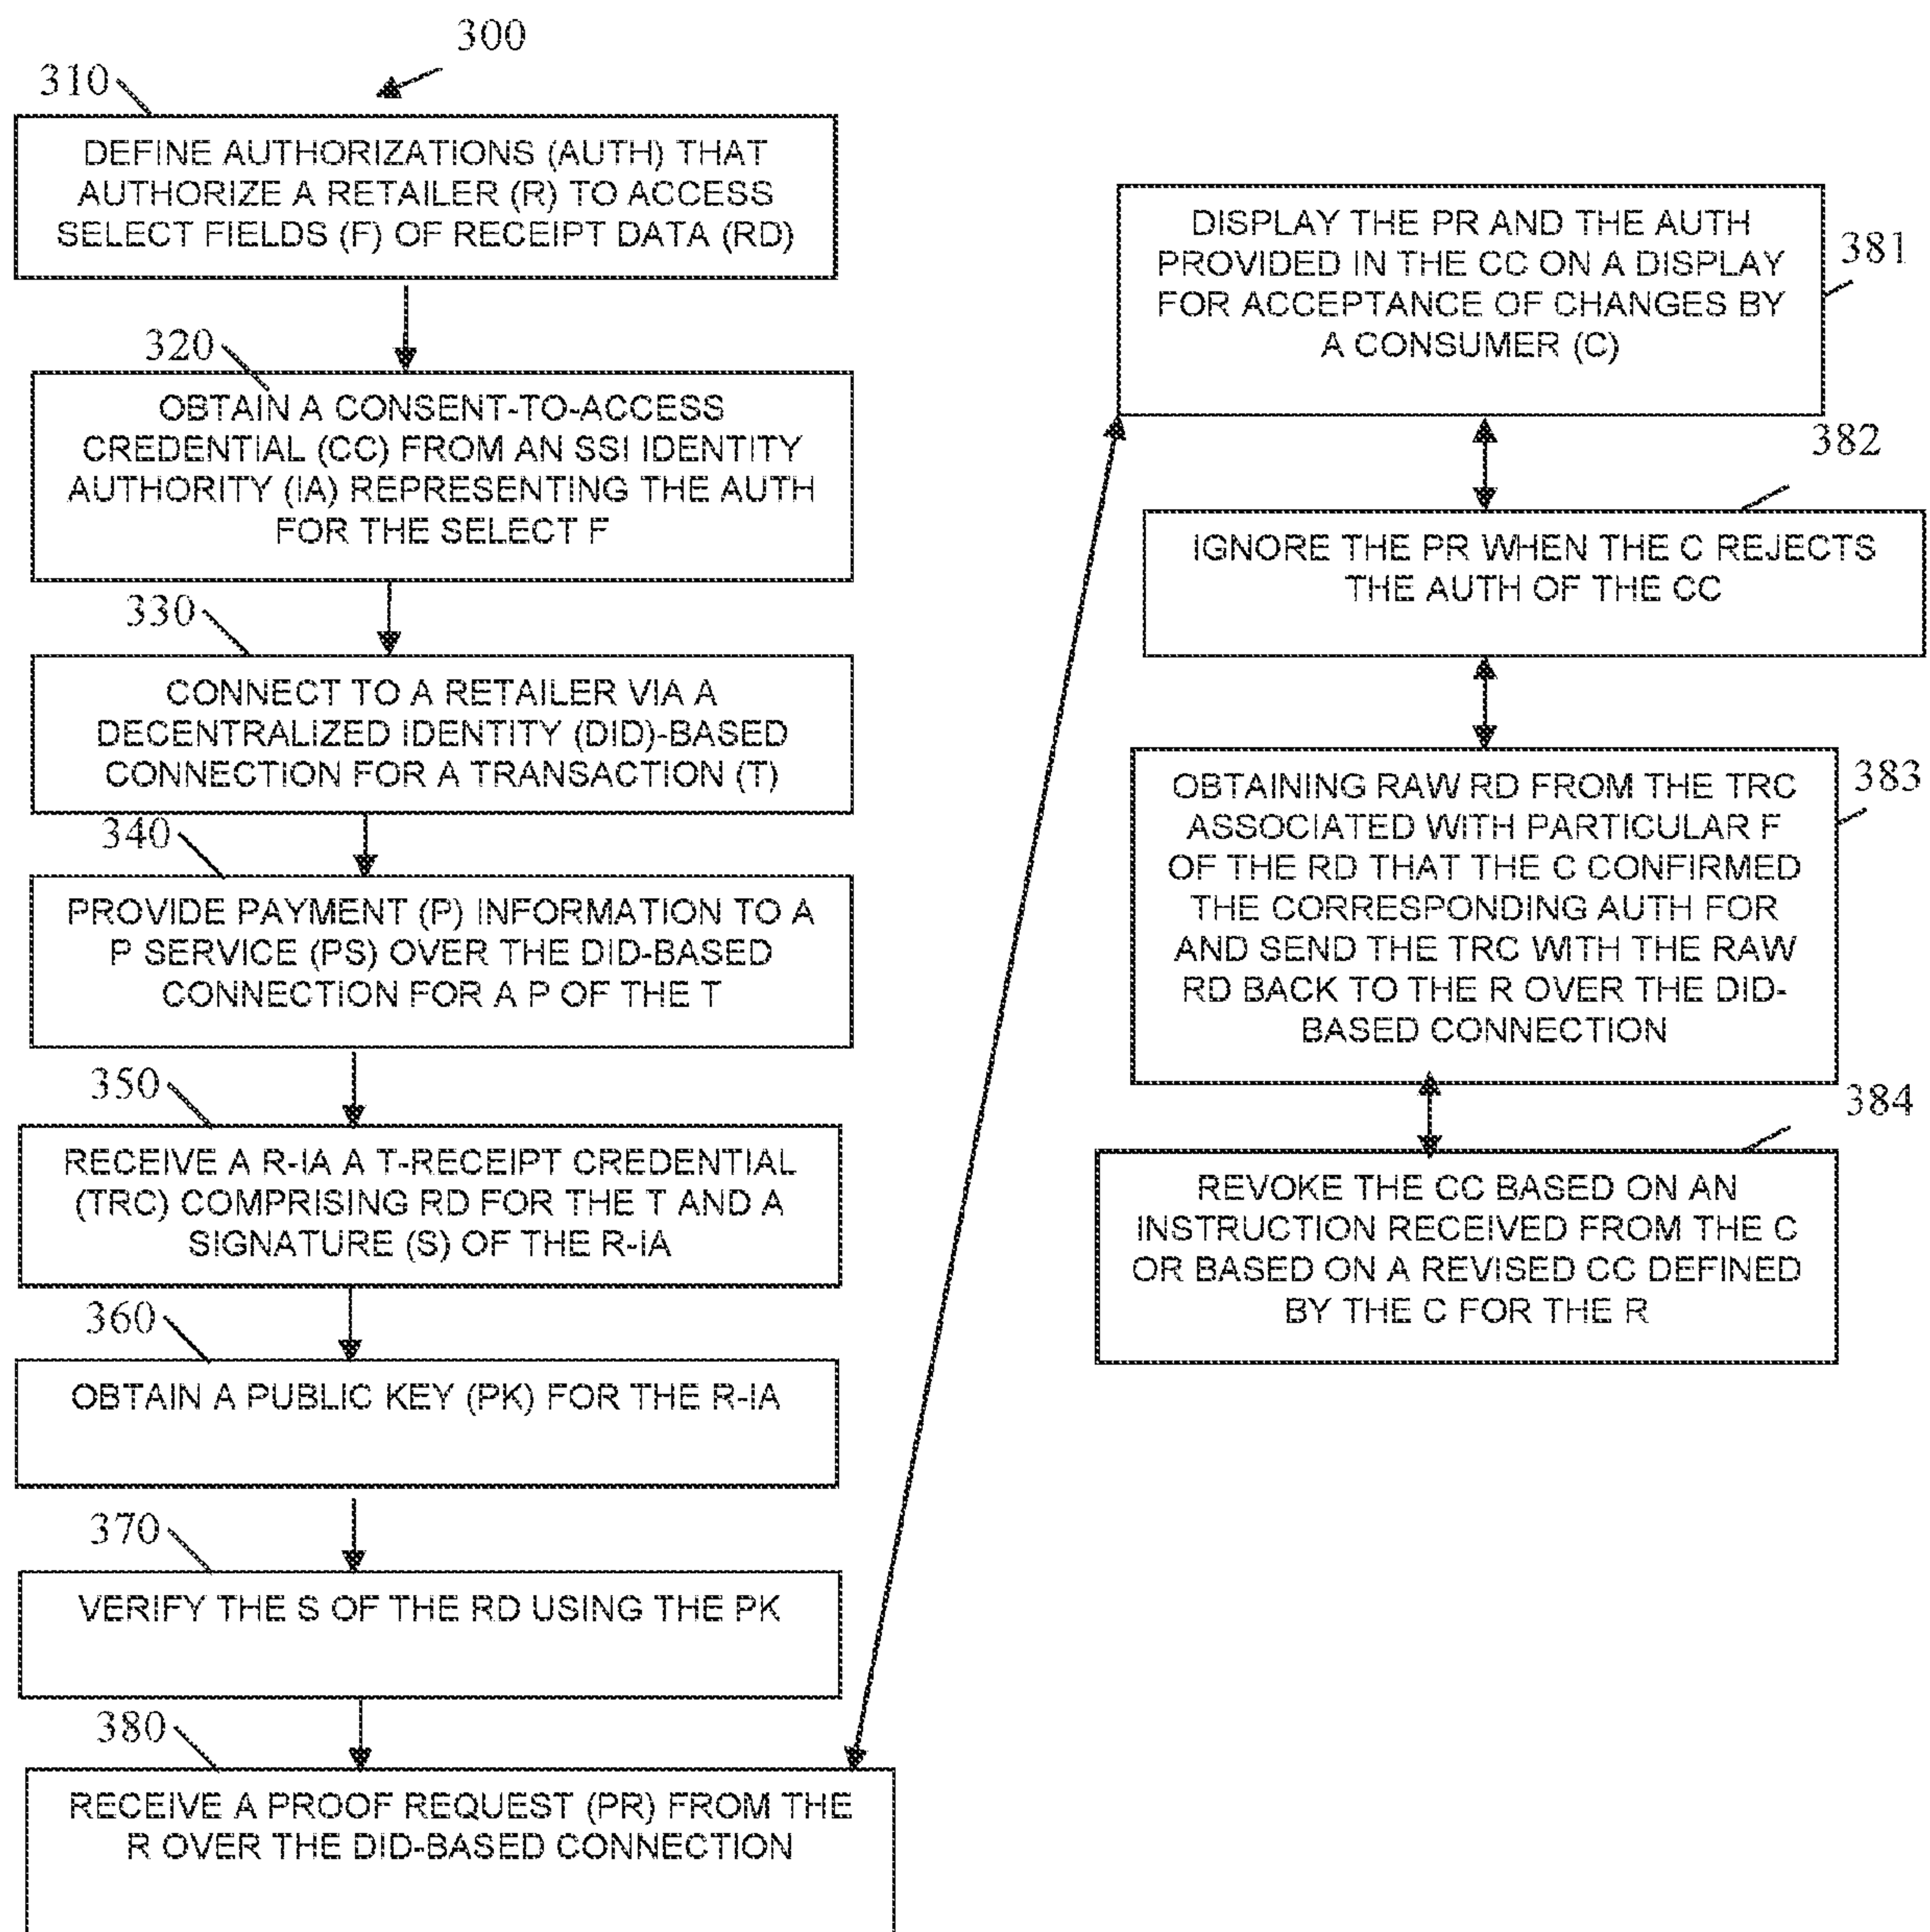 300
310
DEFINE AUTHORIZATIONS (AUTH) THAT
AUTHORIZE A RETAILER (R) TO ACCESS
SELECT FIELDS (F) OF RECEIPT DATA (RD)
320
OBTAIN A CONSENT-TO-ACCESS
CREDENTIAL (CC) FROM AN SSI IDENTITY
AUTHORITY (IA) REPRESENTING THE AUTH
FOR THE SELECT F
330
CONNECT TO A RETAILER VIA A
DECENTRALIZED IDENTITY (DID)-BASED
CONNECTION FOR A TRANSACTION (T)
340
PROVIDE PAYMENT (P) INFORMATION TO A
P SERVICE (PS) OVER THE DID-BASED
CONNECTION FOR A P OF THE T
350
RECEIVE A R-IA A T-RECEIPT CREDENTIAL
(TRC) COMPRISING RD FOR THE T AND A
SIGNATURE (S) OF THE R-IA
360
OBTAIN A PUBLIC KEY (PK) FOR THE R-IA
370
VERIFY THE S OF THE RD USING THE PK
380
RECEIVE A PROOF REQUEST (PR) FROM THE
R OVER THE DID-BASED CONNECTION
381
DISPLAY THE PR AND THE AUTH
PROVIDED IN THE CC ON A DISPLAY
FOR ACCEPTANCE OF CHANGES BY
A CONSUMER (C)
382
IGNORE THE PR WHEN THE C REJECTS
THE AUTH OF THE CC
383
OBTAINING RAW RD FROM THE TRC
ASSOCIATED WITH PARTICULAR F
OF THE RD THAT THE C CONFIRMED
THE CORRESPONDING AUTH FOR
AND SEND THE TRC WITH THE RAW
RD BACK TO THE R OVER THE DID-
BASED CONNECTION
384
REVOKE THE CC BASED ON AN
INSTRUCTION RECEIVED FROM THE C
OR BASED ON A REVISED CC DEFINED
BY THE C FOR THE R